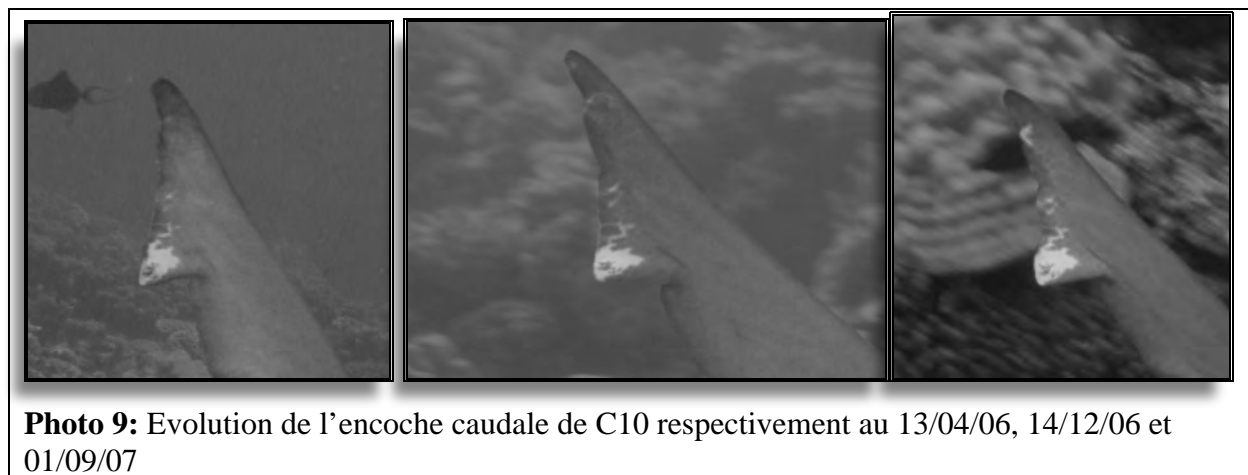 Photo 9: Evolution de l’encoche caudale de C10 respectivement au 13/04/06, 14/12/06 et
01/09/07